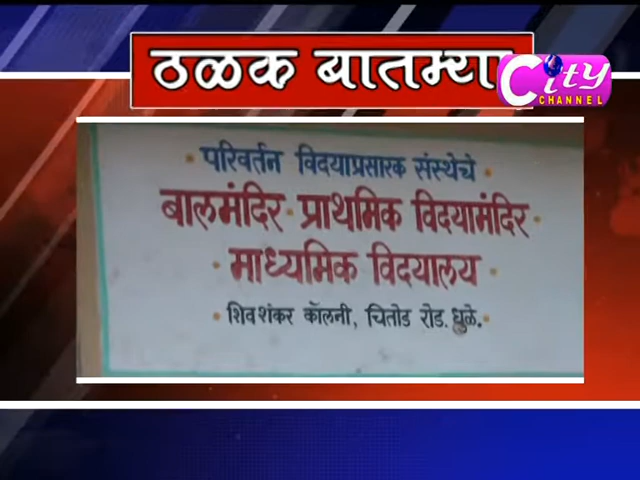 ठळक बातम्या
City
CHANNEL
परिवर्तन विदयाप्रसारक संस्थेचे
बालमंदिर प्राथमिक विदयामंदिर
माध्यमिक विदयालय
शिवशंकर कॉलनी, चितोड रोड. धुळे.